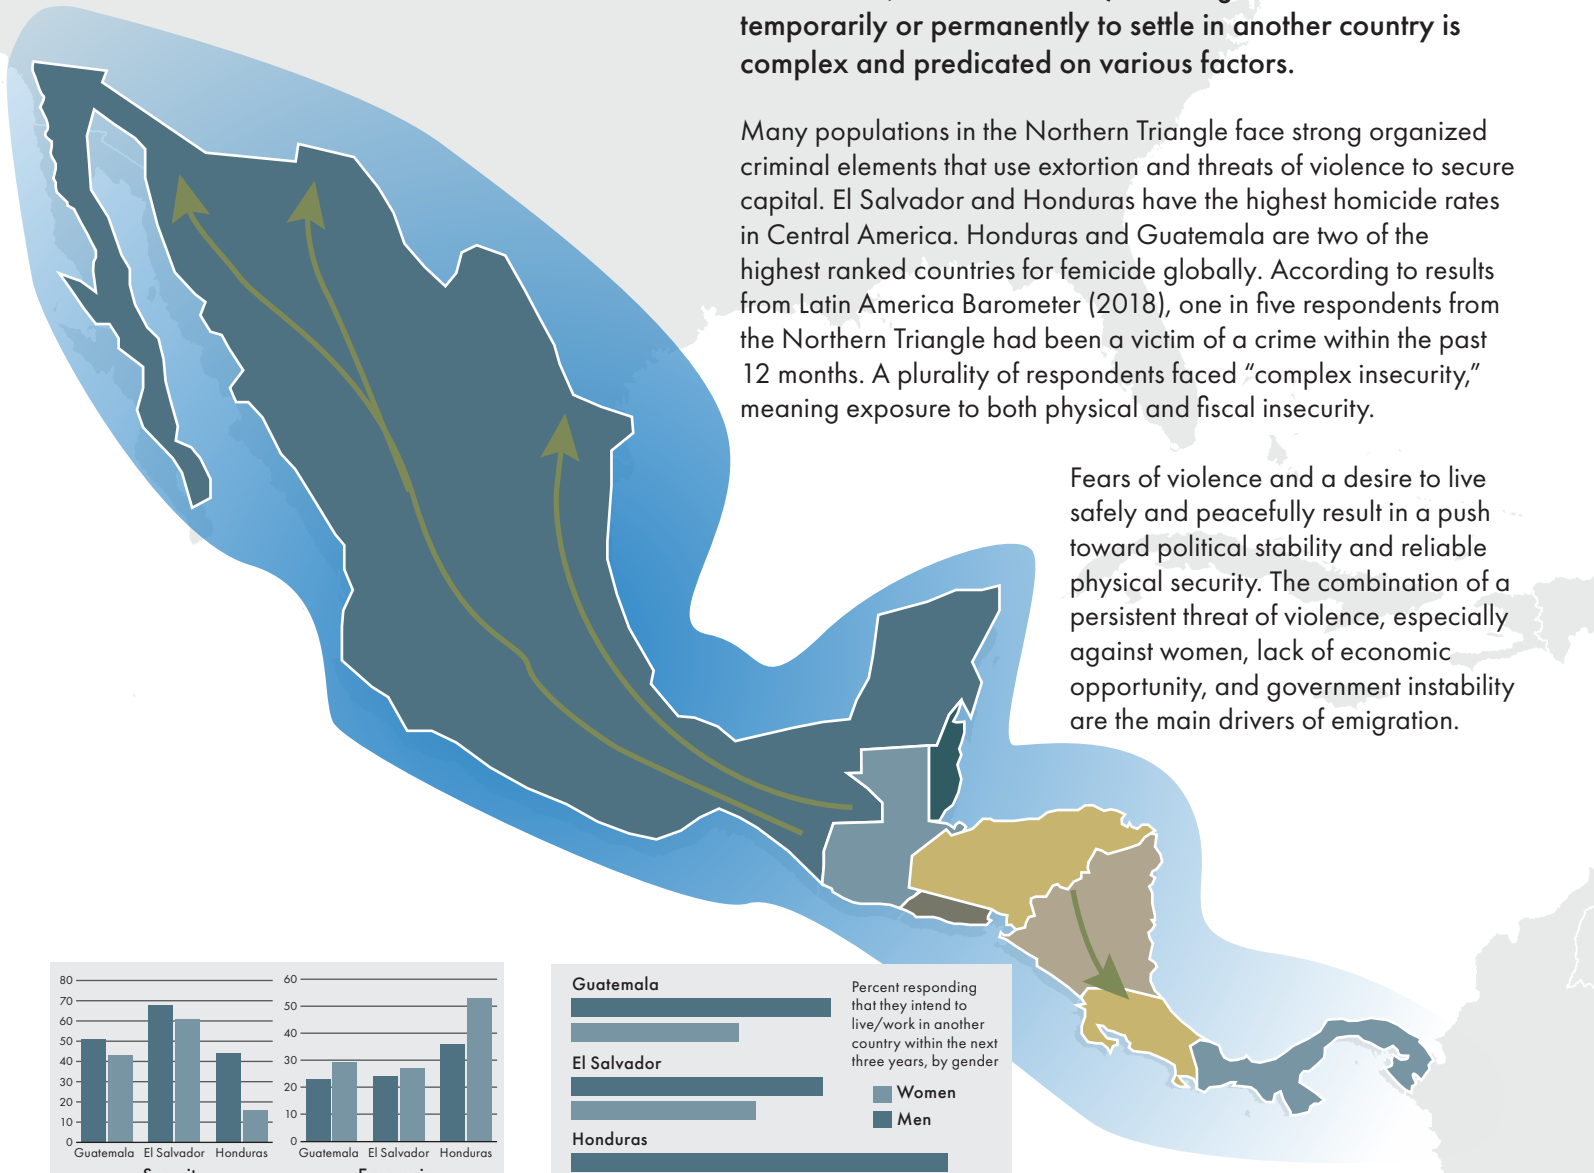 temporarily or permanently to settle in another country is
complex and predicated on various factors.
Many populations in the Northern Triangle face strong organized
criminal elements that use extortion and threats of violence to secure
capital. El Salvador and Honduras have the highest homicide rates
in Central America. Honduras and Guatemala are two of the
highest ranked countries for femicide globally. According to results
from Latin America Barometer (2018), one in five respondents from
the Northern Triangle had been a victim of a crime within the past
12 months. A plurality of respondents faced “complex insecurity,”
meaning exposure to both physical and fiscal insecurity.
Fears of violence and a desire to live
safely and peacefully result in a push
toward political stability and reliable
physical security. The combination of a
persistent threat of violence, especially
against women, lack of economic
opportunity, and government instability
are the main drivers of emigration.
80
70
60
50
40
30
20
10
0
Guatemala El Salvador Honduras
60
50
40
30
20
10
0
Guatemala El Salvador Honduras
Guatemala
El Salvador
Honduras
Percent responding
that they intend to
live/work in another
country within the next
three years, by gender
Women
Men